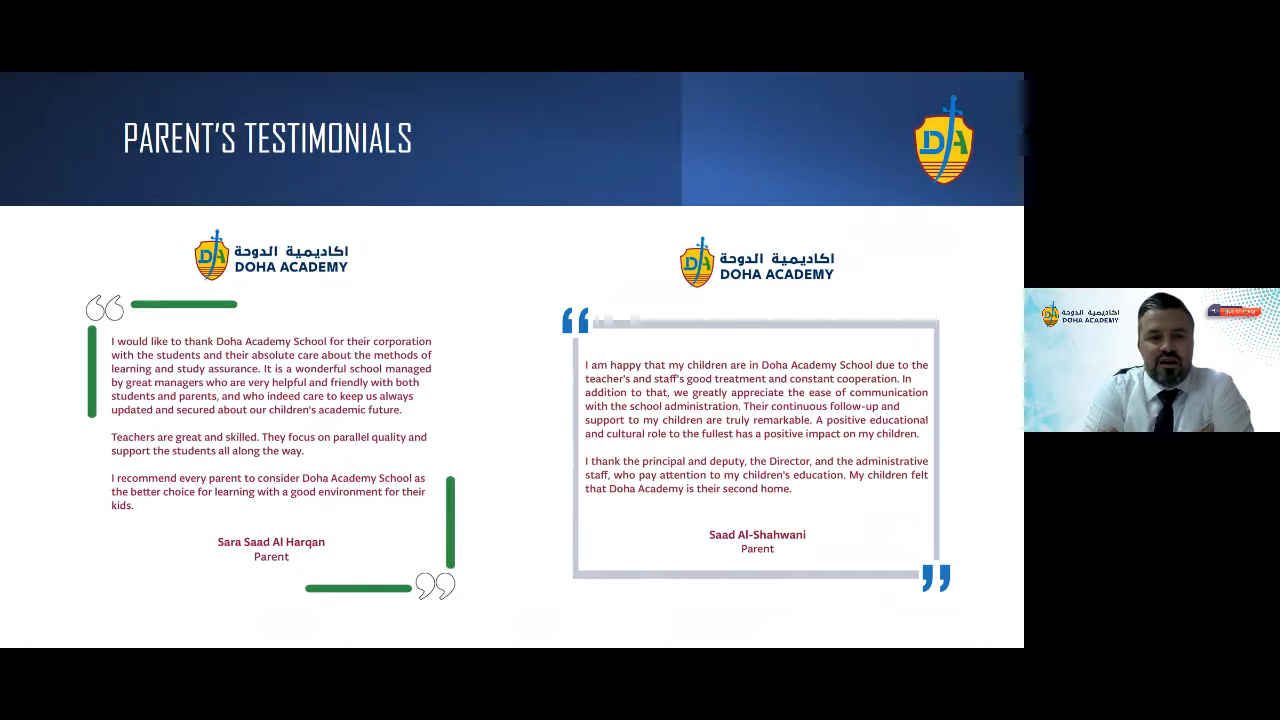 PARENT'S TESTIMONIALS
DA
DA
اكاديمية الدوحة
DOHA ACADEMY
I would like to thank Doha Academy School for their corporation
with the students and their absolute care about the methods of
learning and study assurance. It is a wonderful school managed
by great managers who are very helpful and friendly with both
students and parents, and who indeed care to keep us always
updated and secured about our children's academic future.
Teachers are great and skilled. They focus on parallel quality and
support the students all along the way.
I recommend every parent to consider Doha Academy School as
the better choice for learning with a good environment for their
kids.
Sara Saad Al Harqan
Parent
DA
اكاديمية الدوحة
DOHA ACADEMY
I am happy that my children are in Doha Academy School due to the
teacher's and staff's good treatment and constant cooperation. In
addition to that, we greatly appreciate the ease of communication
with the school administration. Their continuous follow-up and
support to my children are truly remarkable. A positive educational
and cultural role to the fullest has a positive impact on my children.
I thank the principal and deputy, the Director, and the administrative
staff, who pay attention to my children's education. My children felt
that Doha Academy is their second home.
Saad Al-Shahwani
Parent
اكاديمية الدوحة
DOHA ACADEMY